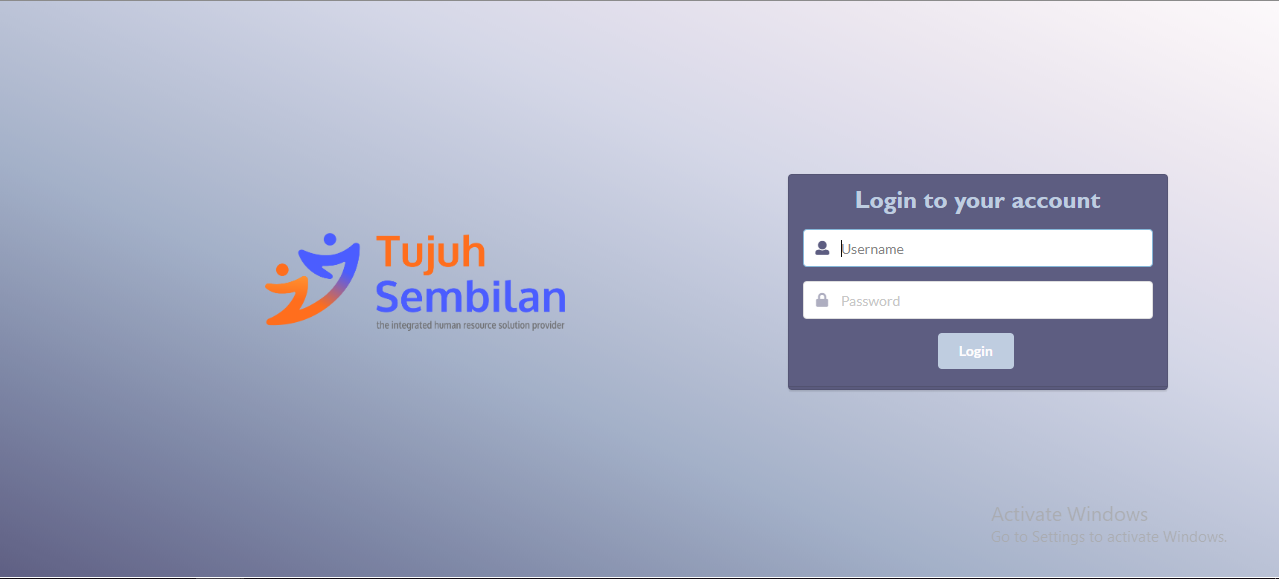 Tujuh
Sembilan
the integrated human resource solution provider
Login to your account
Username
Password
Login
Activate Windows
Go to Settings to activate Windows.